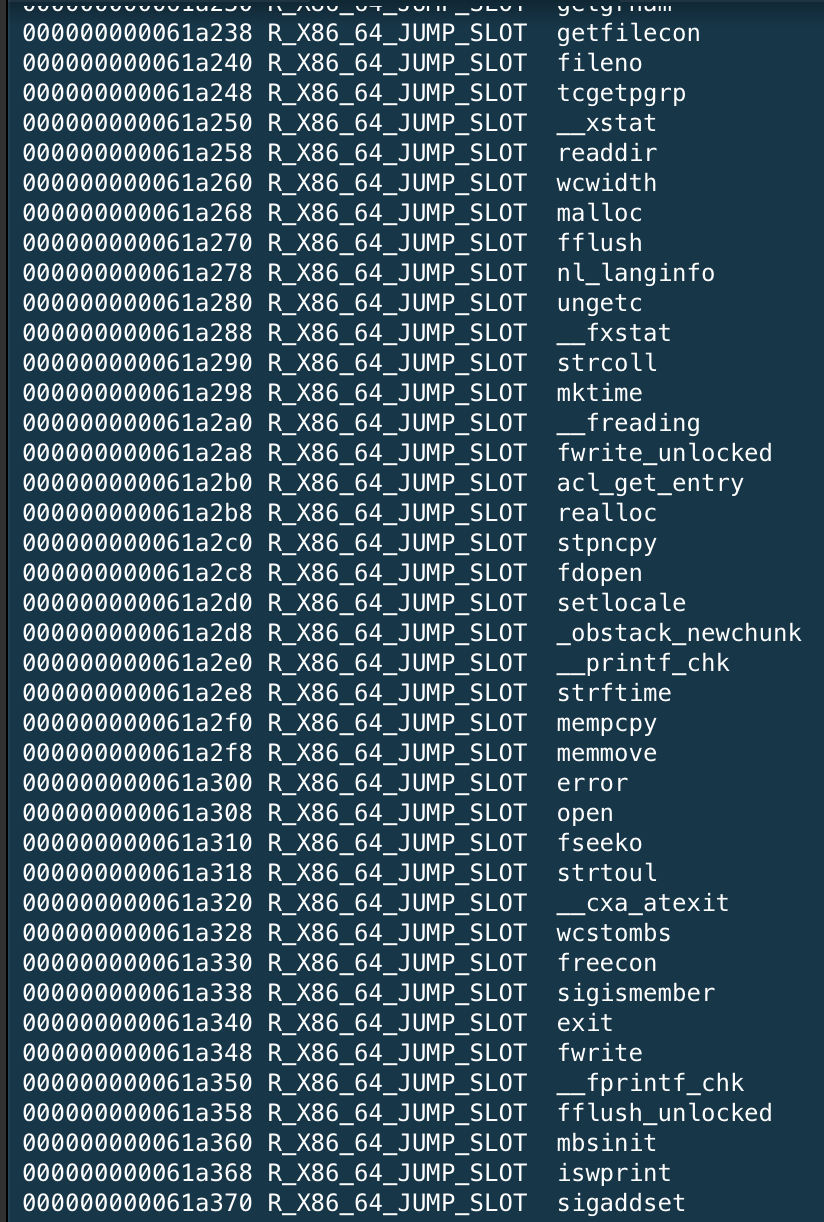 000000000061a238 R_X86_64_JUMP_SLOT  getfilecon
000000000061a240 R_X86_64_JUMP_SLOT  fileno
000000000061a248 R_X86_64_JUMP_SLOT  tcgetpgrp
000000000061a250 R_X86_64_JUMP_SLOT  __xstat
000000000061a258 R_X86_64_JUMP_SLOT  readdir
000000000061a260 R_X86_64_JUMP_SLOT  wcwidth
000000000061a268 R_X86_64_JUMP_SLOT  malloc
000000000061a270 R_X86_64_JUMP_SLOT  fflush
000000000061a278 R_X86_64_JUMP_SLOT  nl_langinfo
000000000061a280 R_X86_64_JUMP_SLOT  ungetc
000000000061a288 R_X86_64_JUMP_SLOT  __fxstat
000000000061a290 R_X86_64_JUMP_SLOT  strcoll
000000000061a298 R_X86_64_JUMP_SLOT  mktime
000000000061a2a0 R_X86_64_JUMP_SLOT  __freading
000000000061a2a8 R_X86_64_JUMP_SLOT  fwrite_unlocked
000000000061a2b0 R_X86_64_JUMP_SLOT  acl_get_entry
000000000061a2b8 R_X86_64_JUMP_SLOT  realloc
000000000061a2c0 R_X86_64_JUMP_SLOT  stpncpy
000000000061a2c8 R_X86_64_JUMP_SLOT  fdopen
000000000061a2d0 R_X86_64_JUMP_SLOT  setlocale
000000000061a2d8 R_X86_64_JUMP_SLOT  _obstack_newchunk
000000000061a2e0 R_X86_64_JUMP_SLOT  __printf_chk
000000000061a2e8 R_X86_64_JUMP_SLOT  strftime
000000000061a2f0 R_X86_64_JUMP_SLOT  mempcpy
000000000061a2f8 R_X86_64_JUMP_SLOT  memmove
000000000061a300 R_X86_64_JUMP_SLOT  error
000000000061a308 R_X86_64_JUMP_SLOT  open
000000000061a310 R_X86_64_JUMP_SLOT  fseeko
000000000061a318 R_X86_64_JUMP_SLOT  strtoul
000000000061a320 R_X86_64_JUMP_SLOT  __cxa_atexit
000000000061a328 R_X86_64_JUMP_SLOT  wcstombs
000000000061a330 R_X86_64_JUMP_SLOT  freecon
000000000061a338 R_X86_64_JUMP_SLOT  sigismember
000000000061a340 R_X86_64_JUMP_SLOT  exit
000000000061a348 R_X86_64_JUMP_SLOT  fwrite
000000000061a350 R_X86_64_JUMP_SLOT  __fprintf_chk
000000000061a358 R_X86_64_JUMP_SLOT  fflush_unlocked
000000000061a360 R_X86_64_JUMP_SLOT  mbsinit
000000000061a368 R_X86_64_JUMP_SLOT  iswprint
000000000061a370 R_X86_64_JUMP_SLOT  sigaddset